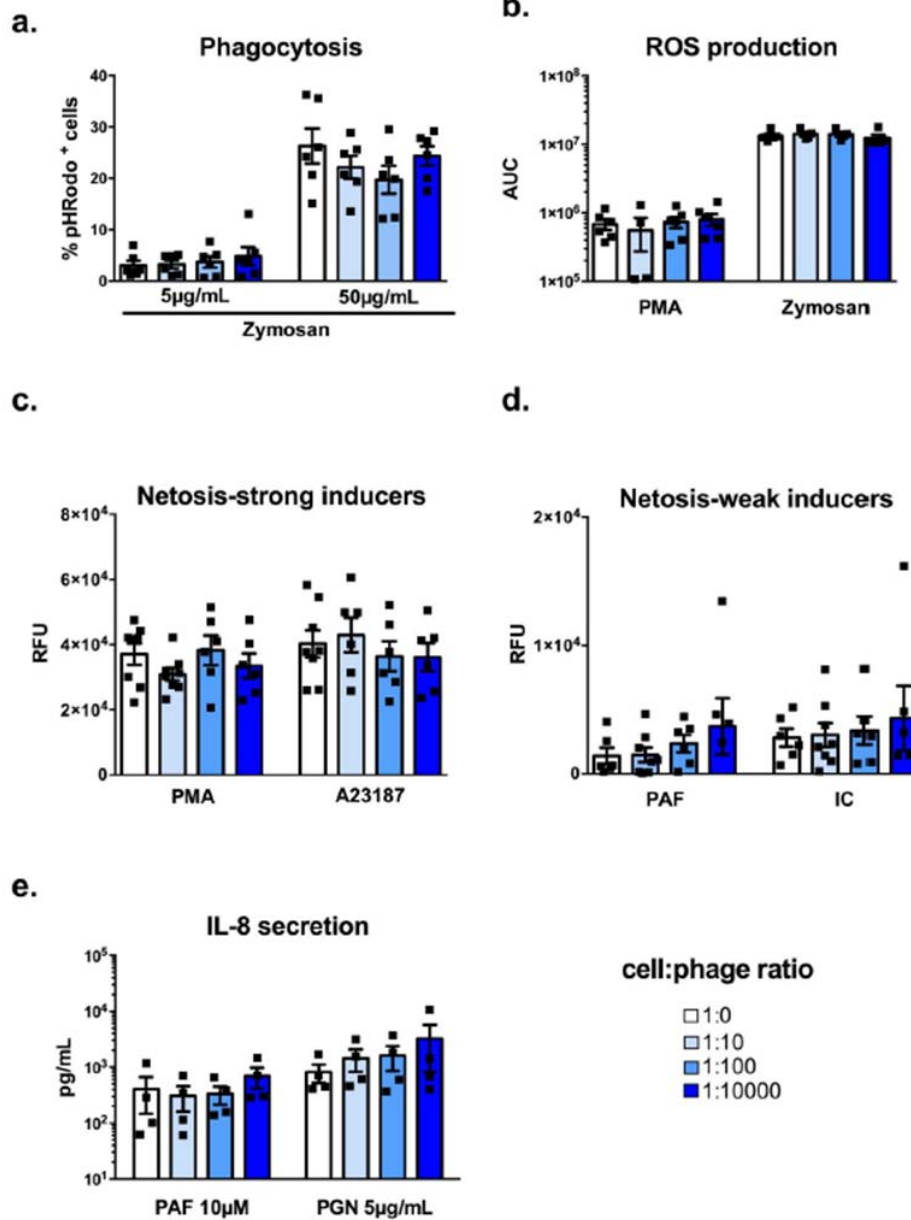 a.
Phagocytosis
% pHRodo + cells
40
30
20
10
0
5µg/mL 50µg/mL
Zymosan
b.
ROS production
AUC
1×10⁸
1×10⁷
1×10⁶
1×10⁵
PMA Zymosan
c.
Netosis-strong inducers
RFU
8×10⁴
6×10⁴
4×10⁴
2×10⁴
0
PMA A23187
d.
Netosis-weak inducers
RFU
2×10⁴
1×10⁴
0
PAF IC
e.
IL-8 secretion
pg/mL
10⁵
10⁴
10³
10²
10¹
PAF 10µM PGN 5µg/mL
cell:phage ratio
1:0
1:10
1:100
1:10000